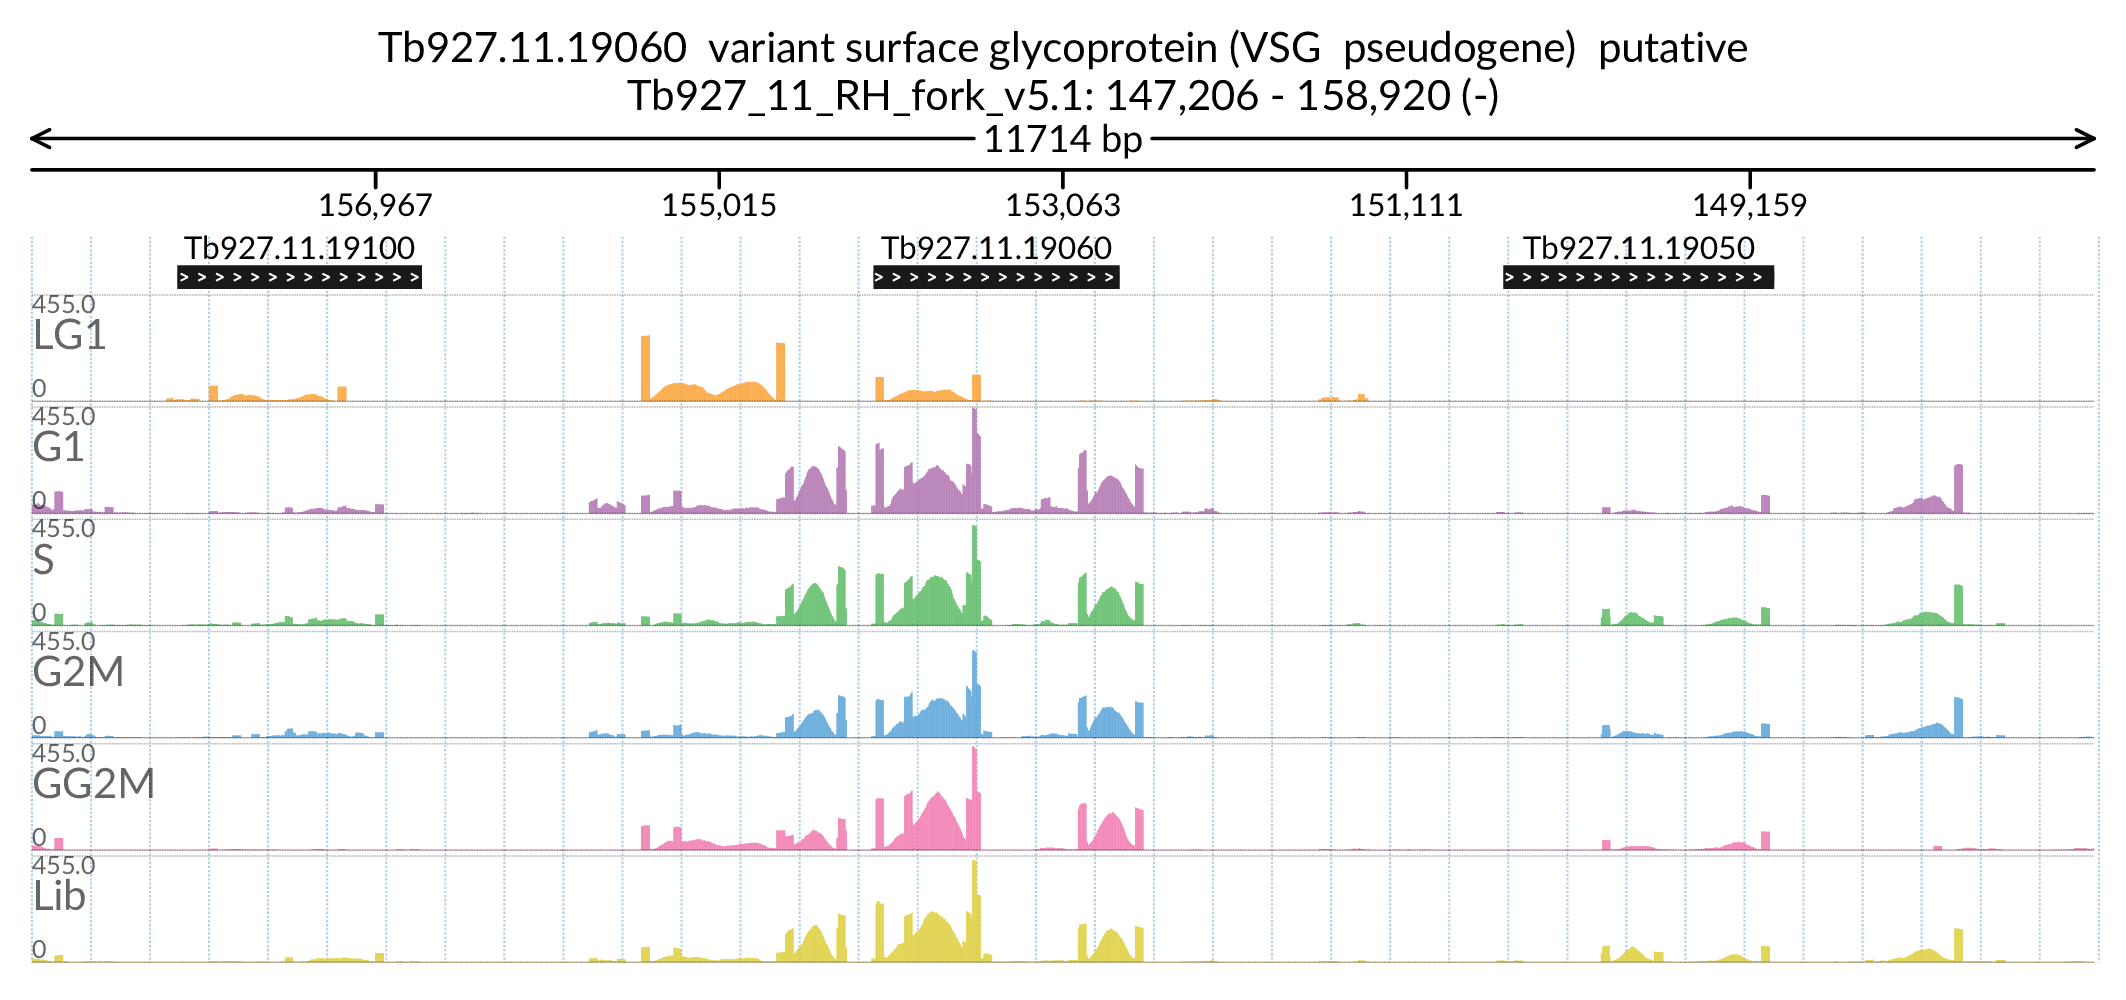 Tb927.11.19060  variant surface glycoprotein (VSG  pseudogene)  putative
Tb927_11_RH_fork_v5.1: 147,206 - 158,920 (-)
11714 bp
156,967 155,015 153,063 151,111 149,159
Tb927.11.19100 Tb927.11.19060 Tb927.11.19050
455.0
LG1
0
455.0
G1
0
455.0
S
0
455.0
G2M
0
455.0
GG2M
0
455.0
Lib
0